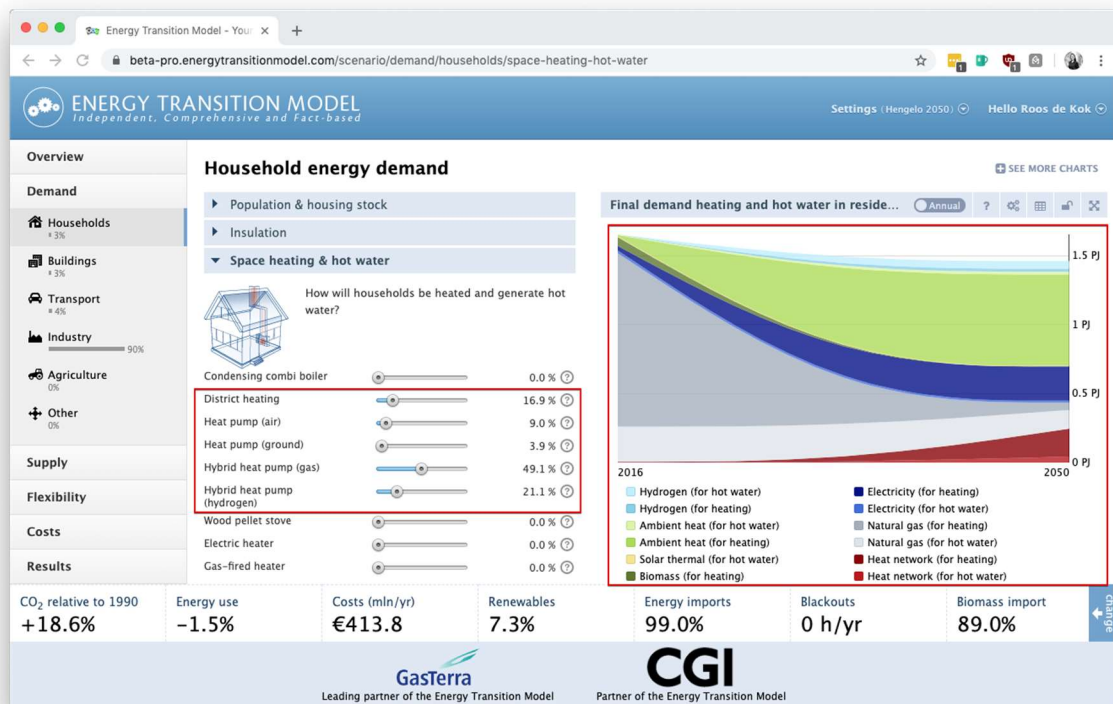 Energy Transition Model – You
beta-pro.energytransitionmodel.com/scenario/demand/households/space-heating-hot-water
1
1
ENERGY TRANSITION MODEL
Independent, Comprehensive and Fact-based
Settings (Hengelo 2050)
Hello Roos de Kok
Overview
Demand
Households
3%
Buildings
3%
Transport
4%
Industry
90%
Agriculture
0%
Other
0%
Supply
Flexibility
Costs
Results
Household energy demand
SEE MORE CHARTS
Population & housing stock
Insulation
Space heating & hot water
How will households be heated and generate hot
water?
Condensing combi boiler 0.0 % ?
District heating 16.9 % ?
Heat pump (air) 9.0 % ?
Heat pump (ground) 3.9 % ?
Hybrid heat pump (gas) 49.1 % ?
Hybrid heat pump
(hydrogen) 21.1 % ?
Wood pellet stove 0.0 % ?
Electric heater 0.0 % ?
Gas-fired heater 0.0 % ?
Final demand heating and hot water in reside...
Annual
?
1.5 PJ
1 PJ
0.5 PJ
0 PJ
2016 2050
Hydrogen (for hot water)
Hydrogen (for heating)
Ambient heat (for hot water)
Ambient heat (for heating)
Solar thermal (for hot water)
Biomass (for heating)
Electricity (for heating)
Electricity (for hot water)
Natural gas (for heating)
Natural gas (for hot water)
Heat network (for heating)
Heat network (for hot water)
CO2 relative to 1990
+18.6%
Energy use
−1.5%
Costs (mln/yr)
€413.8
Renewables
7.3%
Energy imports
99.0%
Blackouts
0 h/yr
Biomass import
89.0%
change
GasTerra
Leading partner of the Energy Transition Model
CGI
Partner of the Energy Transition Model